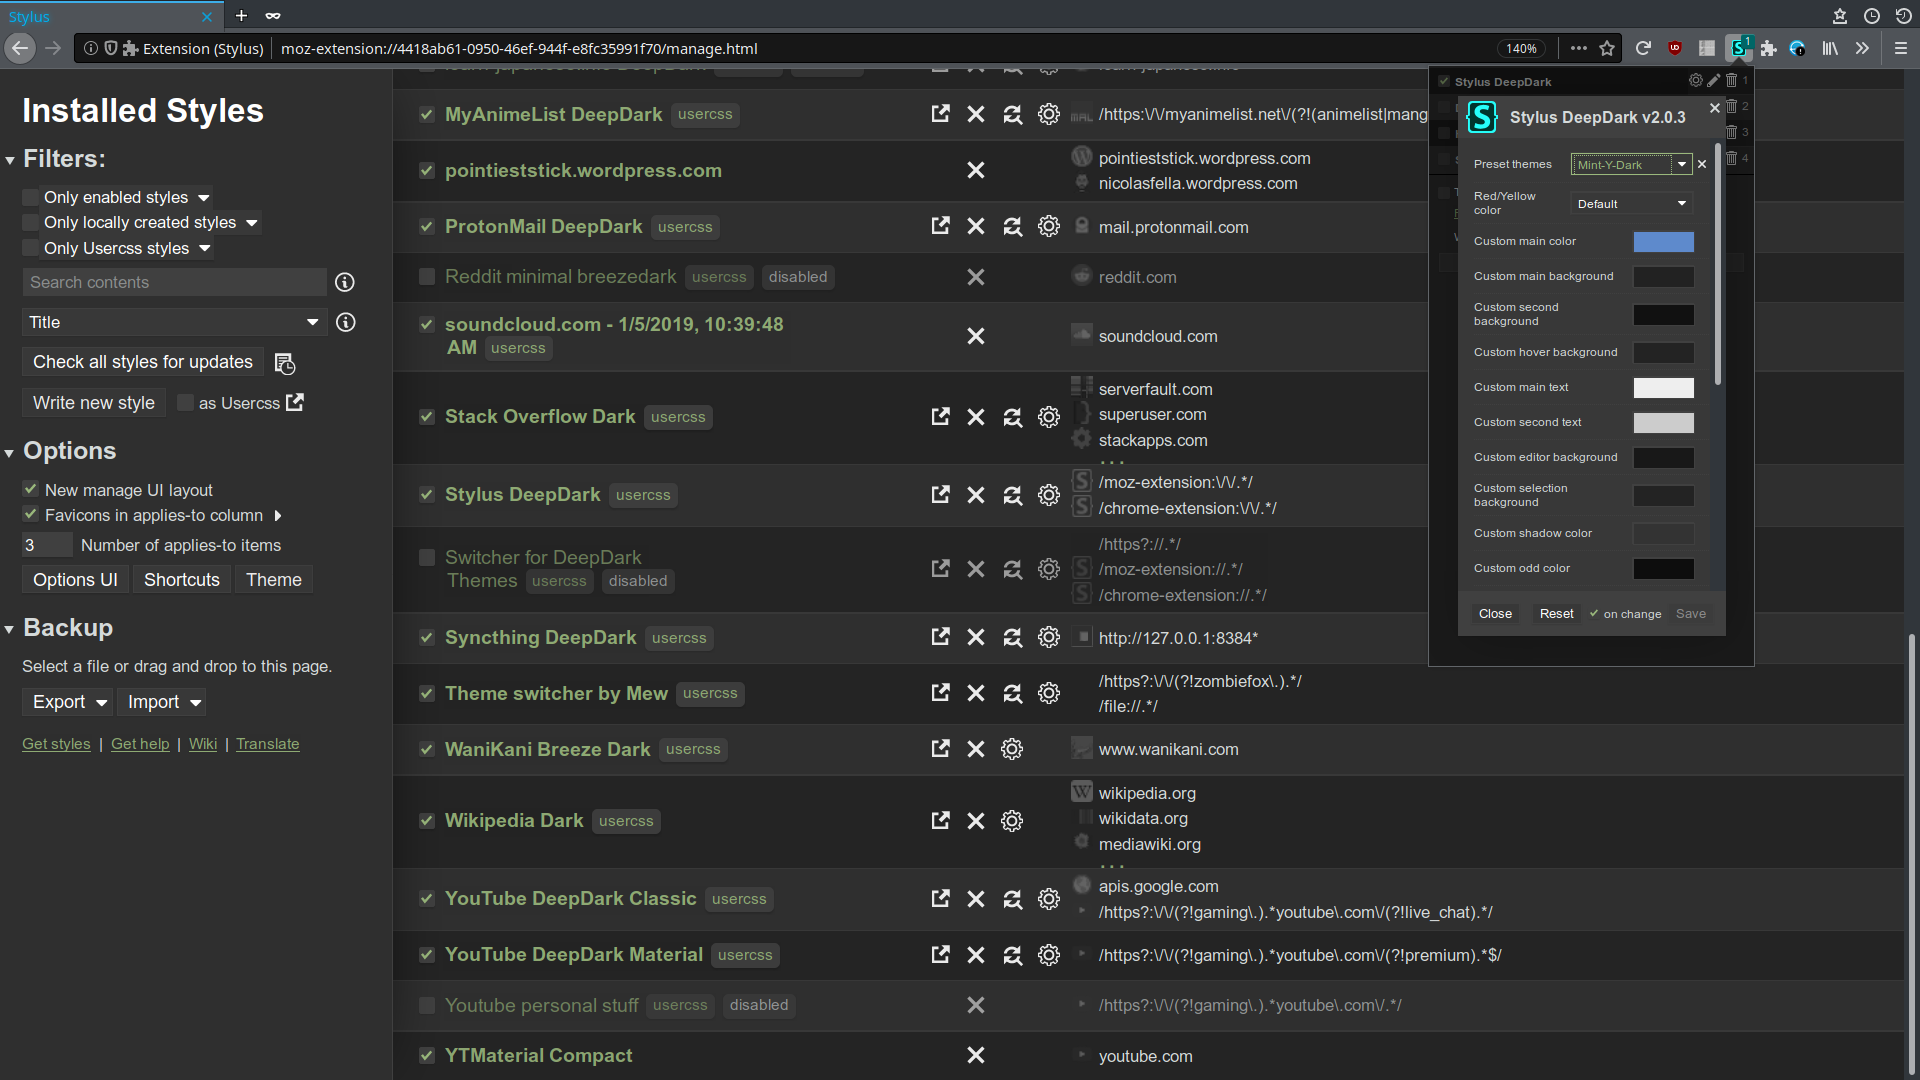 Stylus
Extension (Stylus)
moz-extension://4418ab61-0950-46ef-944f-e8fc35991f70/manage.html
140%
1
Installed Styles
Filters:
Only enabled styles
Only locally created styles
Only Usercss styles
Search contents
Title
Check all styles for updates
Write new style
as Usercss
Options
New manage UI layout
Favicons in applies-to column
3 Number of applies-to items
Options UI
Shortcuts
Theme
Backup
Select a file or drag and drop to this page.
Export
Import
Get styles | Get help | Wiki | Translate
MyAnimeList DeepDark usercss
/https:\/\/myanimelist.net\/(?!(animelist|mang
pointieststick.wordpress.com
pointieststick.wordpress.com
nicolasfella.wordpress.com
ProtonMail DeepDark usercss
mail.protonmail.com
Reddit minimal breezedark usercss disabled
reddit.com
soundcloud.com - 1/5/2019, 10:39:48
AM usercss
soundcloud.com
Stack Overflow Dark usercss
serverfault.com
superuser.com
stackapps.com
...
Stylus DeepDark usercss
/moz-extension:\/\/.*/
/chrome-extension:\/\/.*/
Switcher for DeepDark
Themes usercss disabled
/https?://.*/
/moz-extension://.*/
/chrome-extension://.*/
Syncthing DeepDark usercss
http://127.0.0.1:8384*
Theme switcher by Mew usercss
/https?:\/\/(?!zombiefox\.).*/
/file://.*/
WaniKani Breeze Dark usercss
www.wanikani.com
Wikipedia Dark usercss
wikipedia.org
wikidata.org
mediawiki.org
...
YouTube DeepDark Classic usercss
apis.google.com
/https?:\/\/(?!gaming\.).*youtube\.com\/(?!live_chat).*/
YouTube DeepDark Material usercss
/https?:\/\/(?!gaming\.).*youtube\.com\/(?!premium).*$/
Youtube personal stuff usercss disabled
/https?:\/\/(?!gaming\.).*youtube\.com\/.*/
YTMaterial Compact
youtube.com
Stylus DeepDark
1
2
3
4
Stylus DeepDark v2.0.3
Preset themes
Mint-Y-Dark
Red/Yellow
color
Default
Custom main color
Custom main background
Custom second
background
Custom hover background
Custom main text
Custom second text
Custom editor background
Custom selection
background
Custom shadow color
Custom odd color
Close
Reset
on change
Save